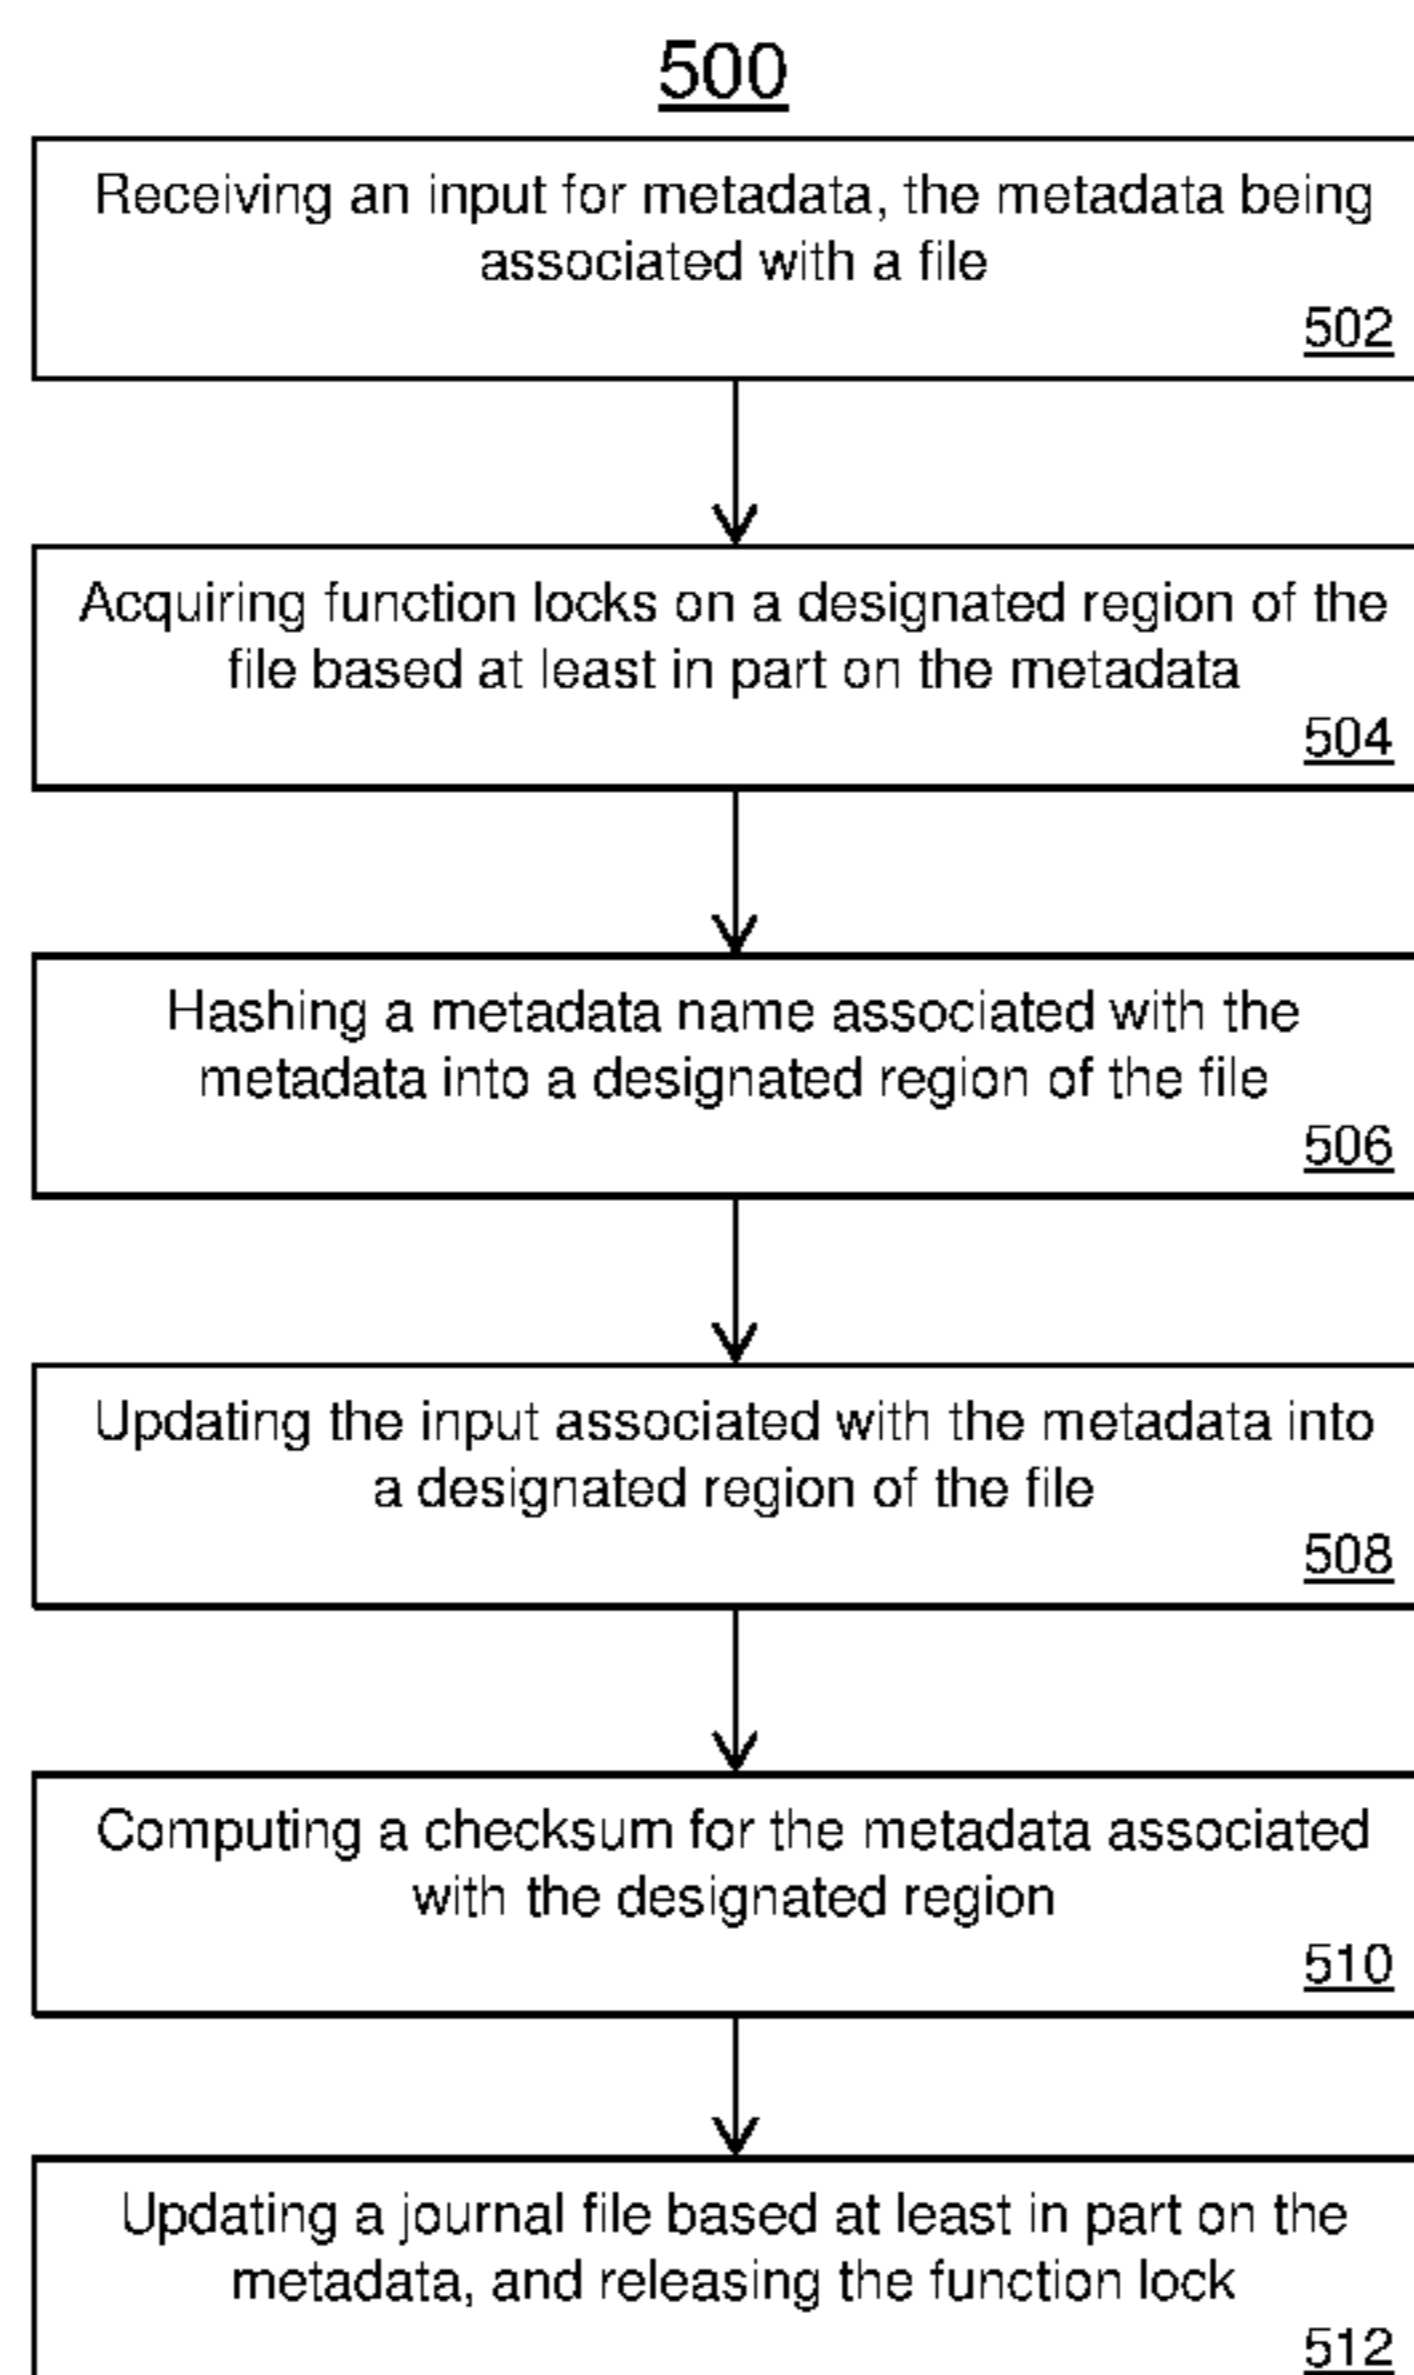 500
Receiving an input for metadata, the metadata being
associated with a file
502
Acquiring function locks on a designated region of the
file based at least in part on the metadata
504
Hashing a metadata name associated with the
metadata into a designated region of the file
506
Updating the input associated with the metadata into
a designated region of the file
508
Computing a checksum for the metadata associated
with the designated region
510
Updating a journal file based at least in part on the
metadata, and releasing the function lock
512